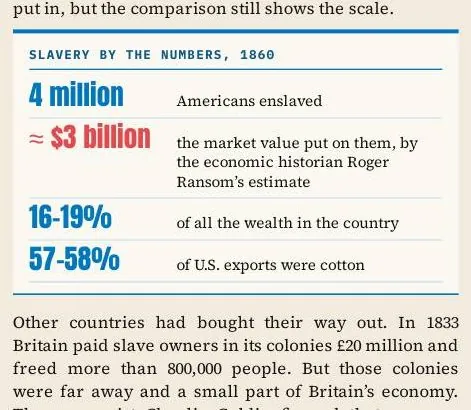 put in, but the comparison still shows the scale.
SLAVERY BY THE NUMBERS, 1860
4 million Americans enslaved
≈ $3 billion the market value put on them, by
the economic historian Roger
Ransom's estimate
16-19% of all the wealth in the country
57-58% of U.S. exports were cotton
Other countries had bought their way out. In 1833
Britain paid slave owners in its colonies £20 million and
freed more than 800,000 people. But those colonies
were far away and a small part of Britain's economy.